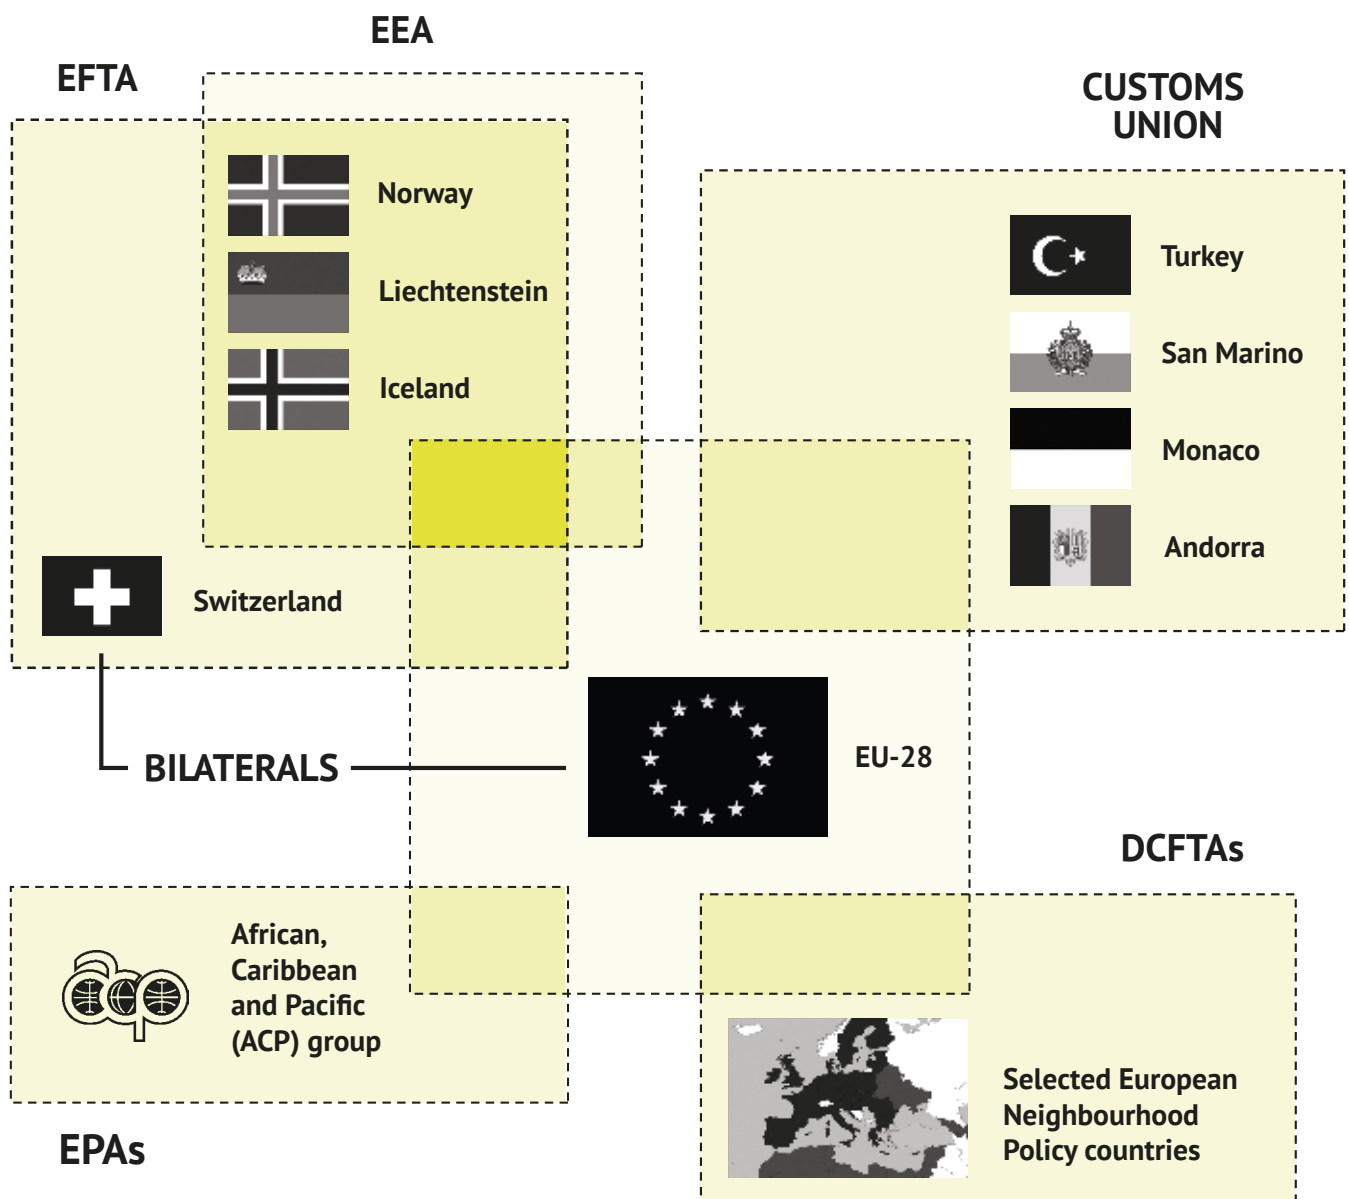 EEA
EFTA
CUSTOMS
UNION
Norway
Liechtenstein
Iceland
Turkey
San Marino
Monaco
Andorra
Switzerland
BILATERALS
EU-28
DCFTAs
acp
African,
Caribbean
and Pacific
(ACP) group
EPAs
Selected European
Neighbourhood
Policy countries